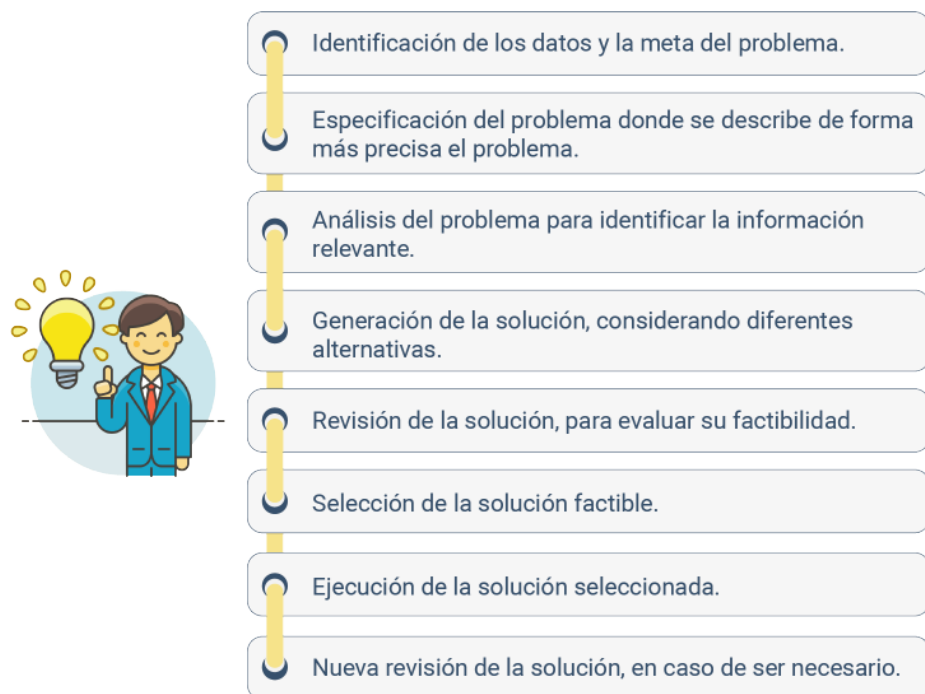 Identificación de los datos y la meta del problema.
Especificación del problema donde se describe de forma
más precisa el problema.
Análisis del problema para identificar la información
relevante.
Generación de la solución, considerando diferentes
alternativas.
Revisión de la solución, para evaluar su factibilidad.
Selección de la solución factible.
Ejecución de la solución seleccionada.
Nueva revisión de la solución, en caso de ser necesario.